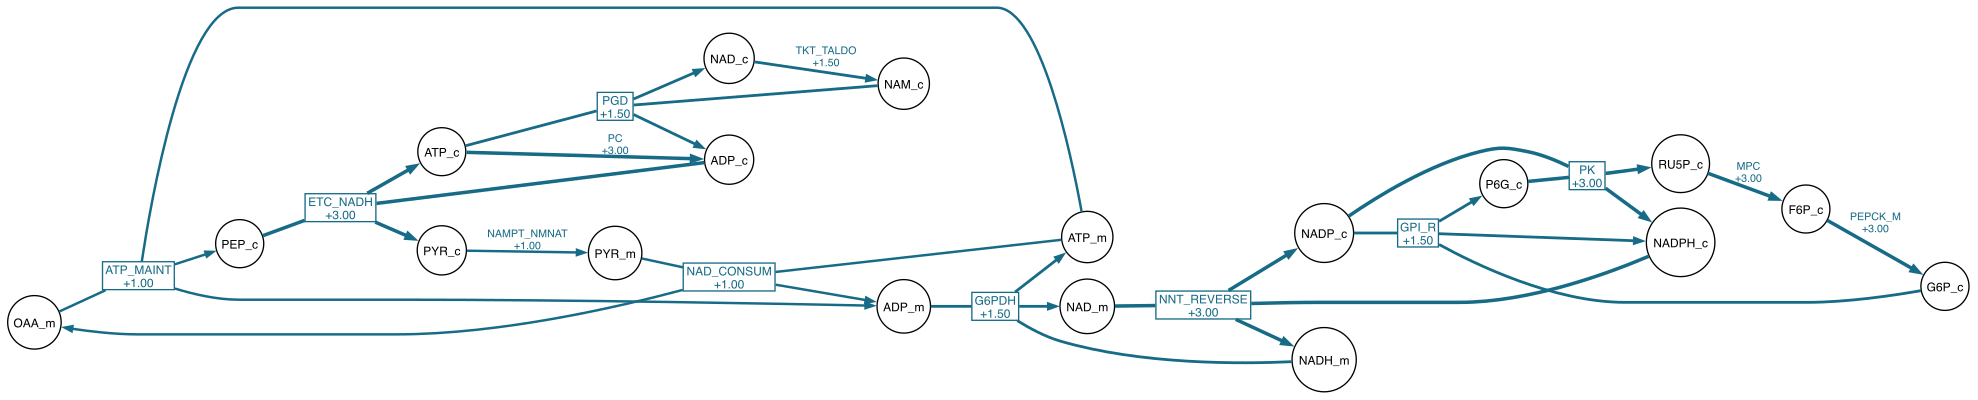 NAD_c
TKT_TALDO
+1.50
NAM_c
PGD
+1.50
ATP_c
PC
+3.00
ADP_c
ETC_NADH
+3.00
PEP_c
PYR_c
NAMPT_NMNAT
+1.00
PYR_m
ATP_MAINT
+1.00
NAD_CONSUM
+1.00
OAA_m
ADP_m
ATP_m
G6PDH
+1.50
NAD_m
NNT_REVERSE
+3.00
NADH_m
NADP_c
GPI_R
+1.50
P6G_c
PK
+3.00
RU5P_c
NADPH_c
MPC
+3.00
F6P_c
PEPCK_M
+3.00
G6P_c